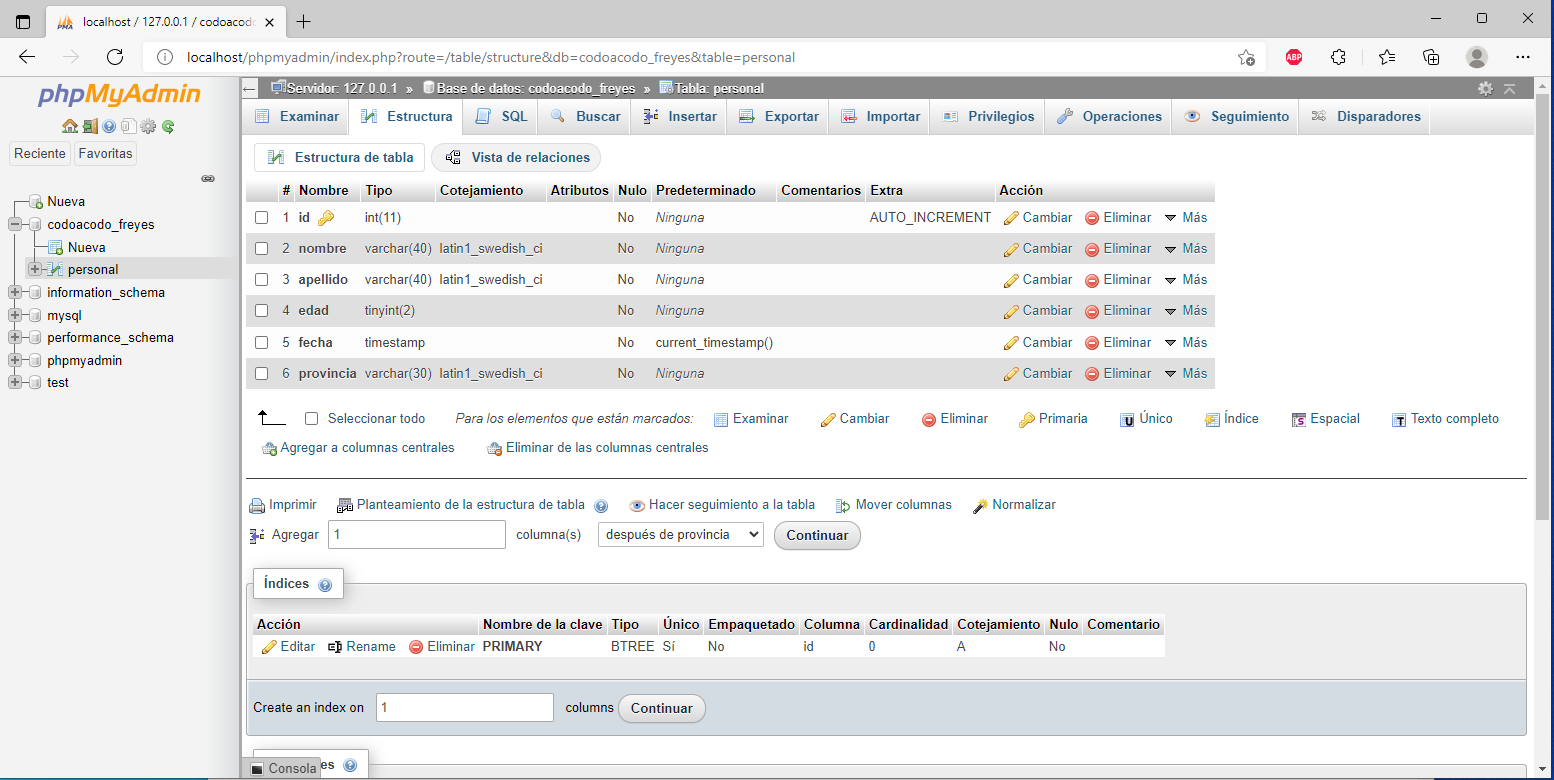 localhost / 127.0.0.1 / codoacodo
localhost/phpmyadmin/index.php?route=/table/structure&db=codoacodo_freyes&table=personal
ABP
phpMyAdmin
Reciente Favoritas
Nueva
codoacodo_freyes
Nueva
personal
information_schema
mysql
performance_schema
phpmyadmin
test
Servidor: 127.0.0.1 » Base de datos: codoacodo_freyes » Tabla: personal
Examinar Estructura SQL Buscar Insertar Exportar Importar Privilegios Operaciones Seguimiento Disparadores
Estructura de tabla Vista de relaciones
# Nombre Tipo Cotejamiento Atributos Nulo Predeterminado Comentarios Extra Acción
1 id int(11) No Ninguna AUTO_INCREMENT Cambiar Eliminar Más
2 nombre varchar(40) latin1_swedish_ci No Ninguna Cambiar Eliminar Más
3 apellido varchar(40) latin1_swedish_ci No Ninguna Cambiar Eliminar Más
4 edad tinyint(2) No Ninguna Cambiar Eliminar Más
5 fecha timestamp No current_timestamp() Cambiar Eliminar Más
6 provincia varchar(30) latin1_swedish_ci No Ninguna Cambiar Eliminar Más
Seleccionar todo Para los elementos que están marcados: Examinar Cambiar Eliminar Primaria Único Índice Espacial Texto completo
Agregar a columnas centrales Eliminar de las columnas centrales
Imprimir Planteamiento de la estructura de tabla Hacer seguimiento a la tabla Mover columnas Normalizar
Agregar 1 columna(s) después de provincia Continuar
Índices
Acción Nombre de la clave Tipo Único Empaquetado Columna Cardinalidad Cotejamiento Nulo Comentario
Editar Rename Eliminar PRIMARY BTREE Sí No id 0 A No
Create an index on 1 columns Continuar
Consola es